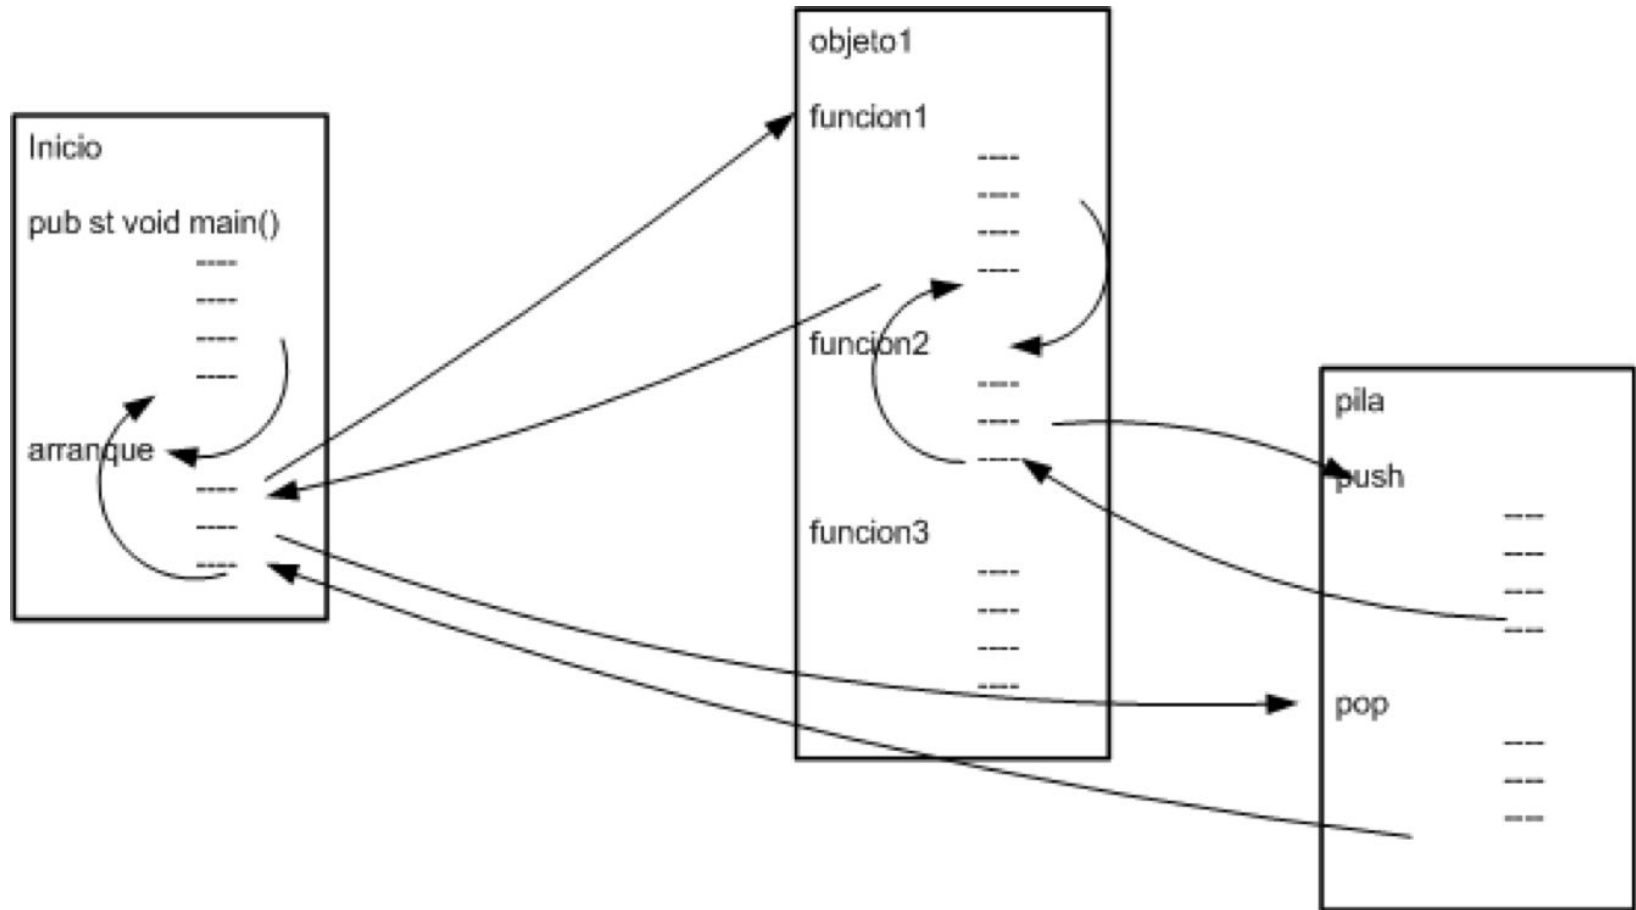 Inicio
pub st void main()
----
----
----
----
arranque
----
----
----
objeto1
funcion1
----
----
----
----
funcion2
----
----
----
funcion3
----
----
----
----
pila
push
----
----
----
----
pop
----
----
----